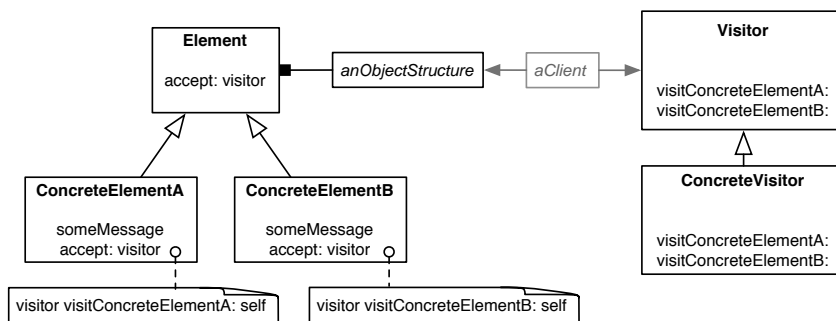 Element
accept: visitor
anObjectStructure
aClient
Visitor
visitConcreteElementA:
visitConcreteElementB:
ConcreteElementA
someMessage
accept: visitor
ConcreteElementB
someMessage
accept: visitor
ConcreteVisitor
visitConcreteElementA:
visitConcreteElementB:
visitor visitConcreteElementA: self
visitor visitConcreteElementB: self